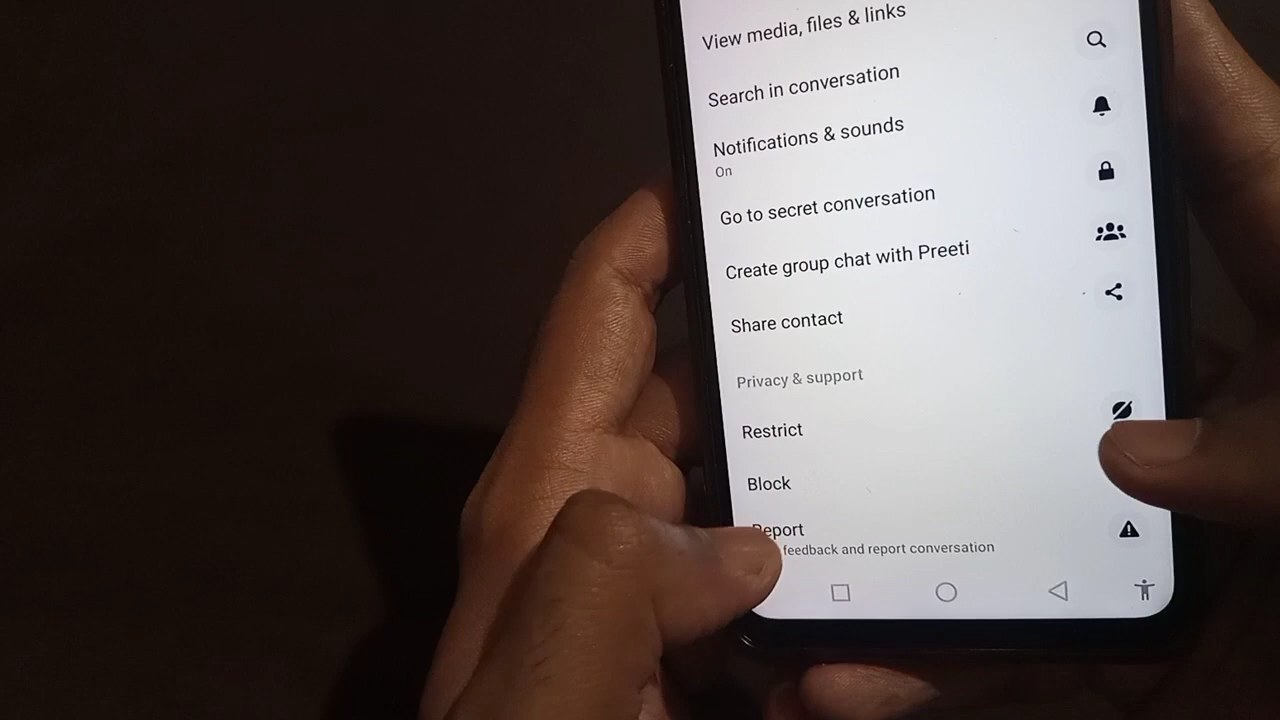 View media, files & links
Search in conversation
Notifications & sounds
On
Go to secret conversation
Create group chat with Preeti
Share contact
Privacy & support
Restrict
Block
Report
feedback and report conversation